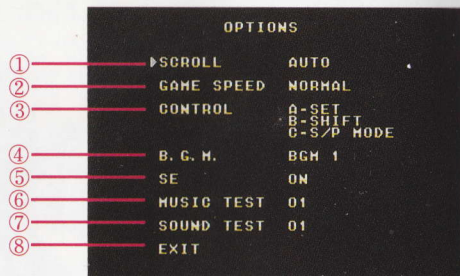 OPTIONS
① SCROLL AUTO
② GAME SPEED NORMAL
③ CONTROL A-SET
B-SHIFT
C-S/P MODE
④ B. G. M. BGM 1
⑤ SE ON
⑥ MUSIC TEST 01
⑦ SOUND TEST 01
⑧ EXIT